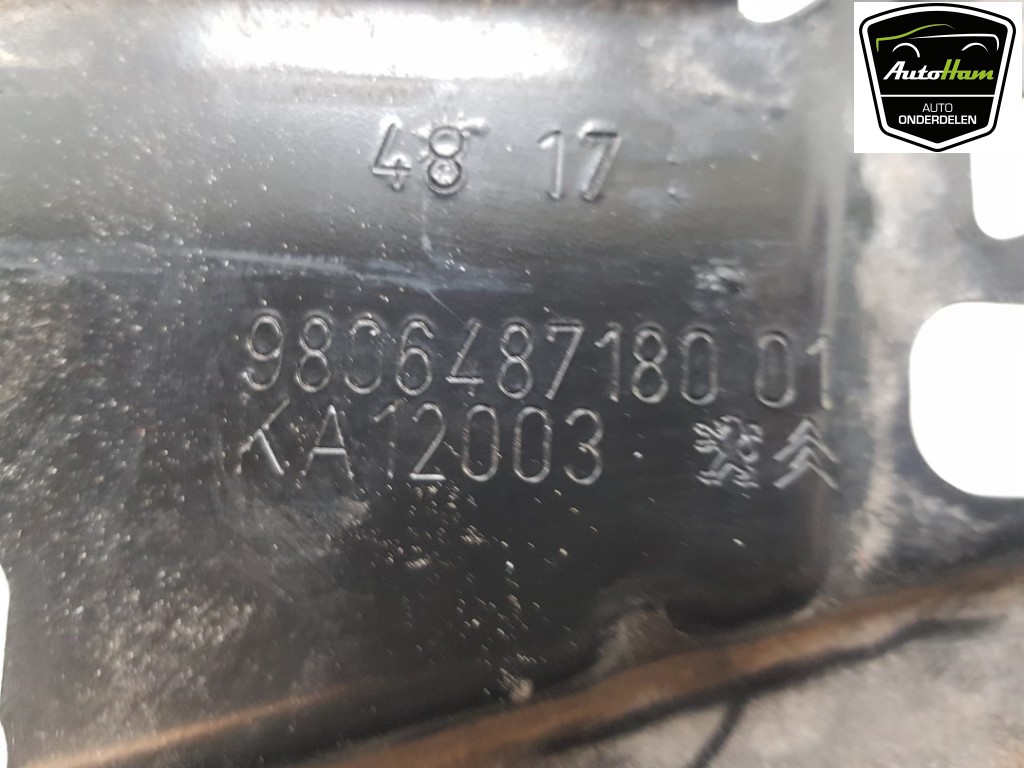 AutoHam
AUTO
ONDERDELEN
48 17
9806487180 01
KA12003